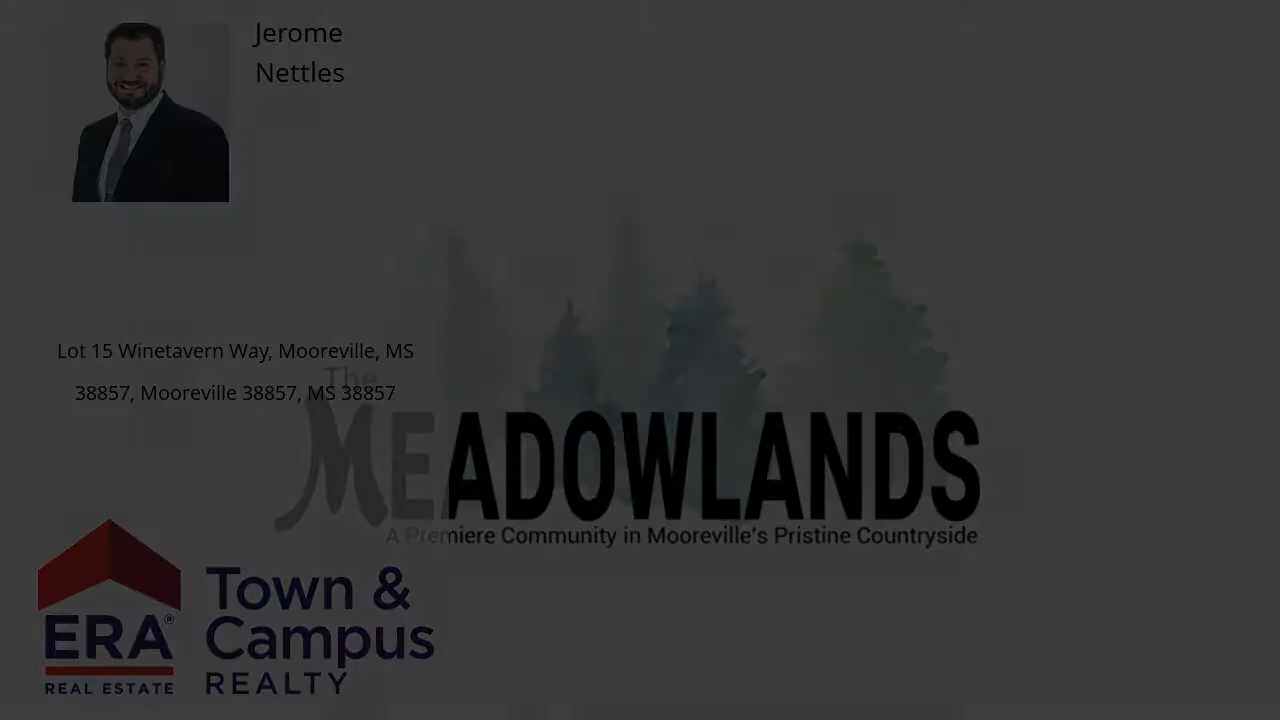 Jerome
Nettles
Lot 15 Winetavern Way, Mooreville, MS
38857, Mooreville 38857, MS 38857
The
MEADOWLANDS
A Premiere Community in Mooreville's Pristine Countryside
ERA®
REAL ESTATE
Town &
Campus
REALTY